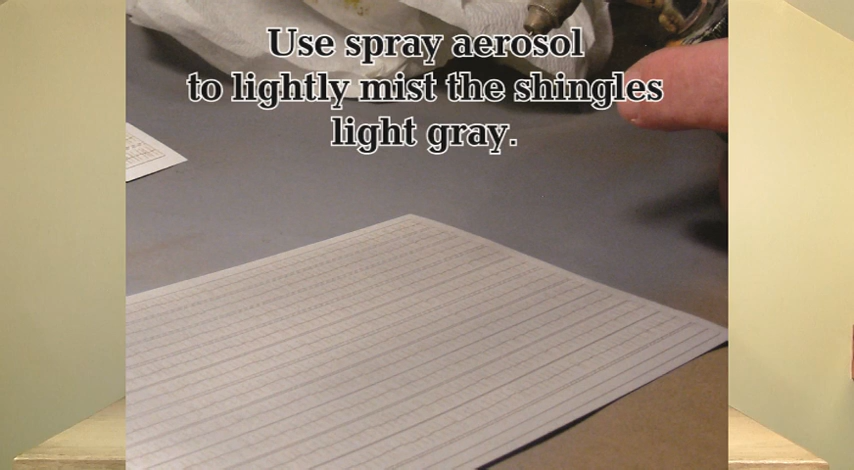 Use spray aerosol
to lightly mist the shingles
light gray.